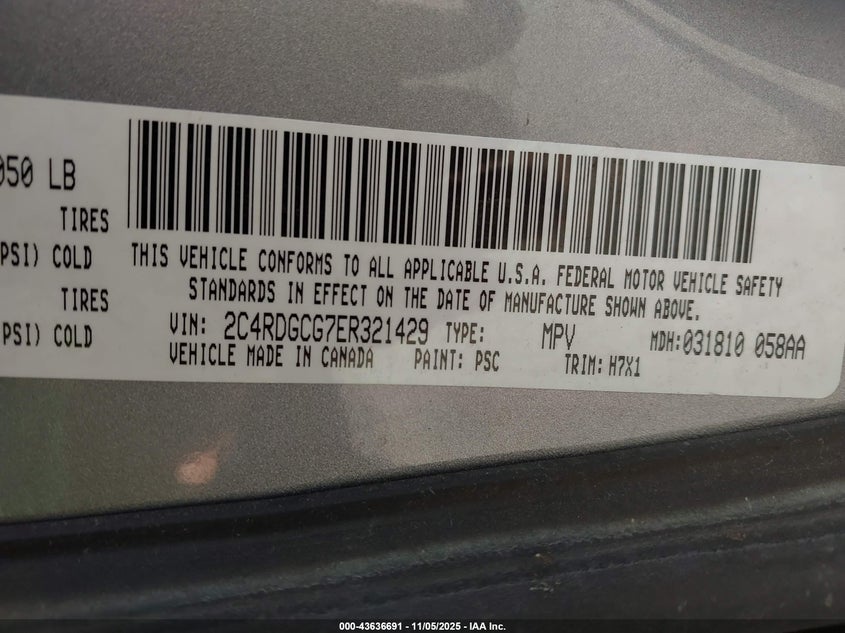 050 LB
TIRES
PSI) COLD
TIRES
PSI) COLD
THIS VEHICLE CONFORMS TO ALL APPLICABLE U.S.A. FEDERAL MOTOR VEHICLE SAFETY
STANDARDS IN EFFECT ON THE DATE OF MANUFACTURE SHOWN ABOVE.
VIN: 2C4RDGCG7ER321429 TYPE: MPV MDH:031810 058AA
VEHICLE MADE IN CANADA PAINT: PSC TRIM: H7X1
000-43636691 - 11/05/2025 - IAA Inc.